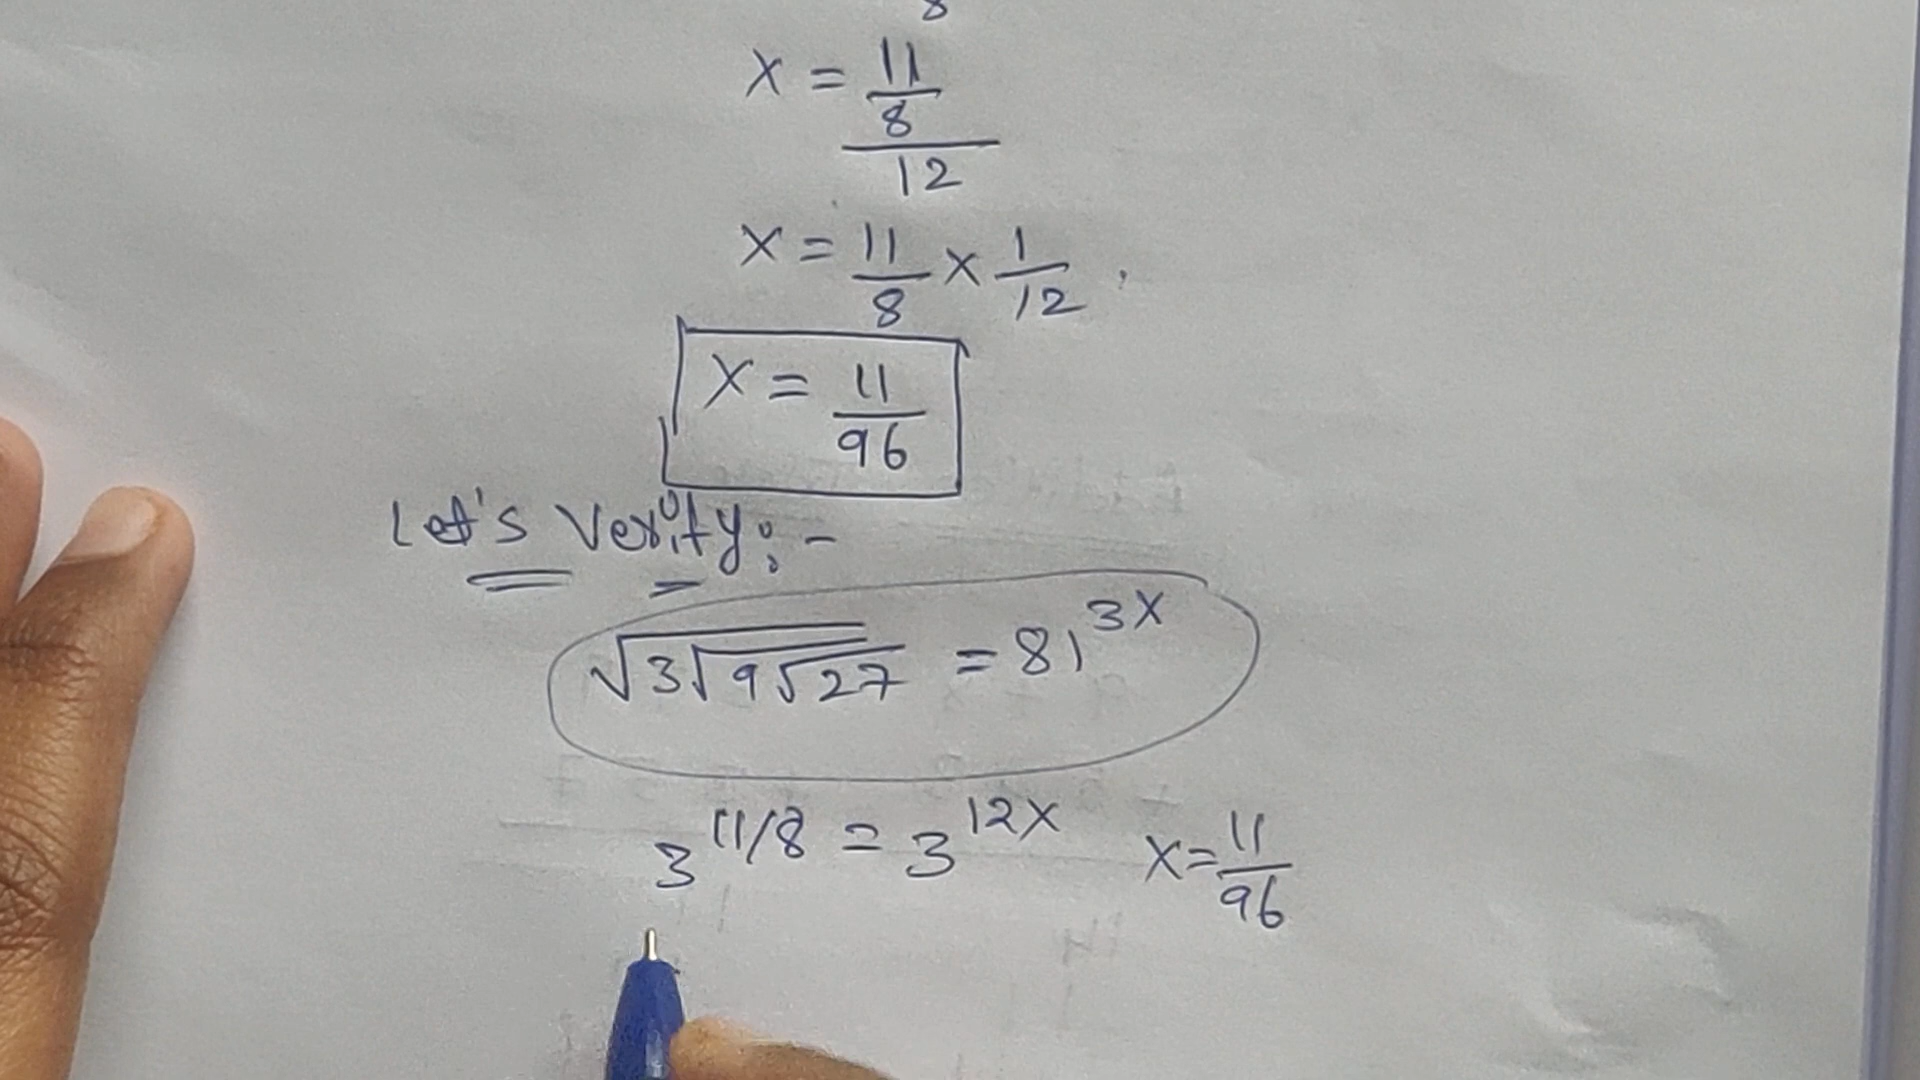 8
x = 11/8/12
x = 11/8 × 1/12
x = 11/96
Let's Verify:-
√3√9√27 = 81^3x
3^11/8 = 3^12x x = 11/96